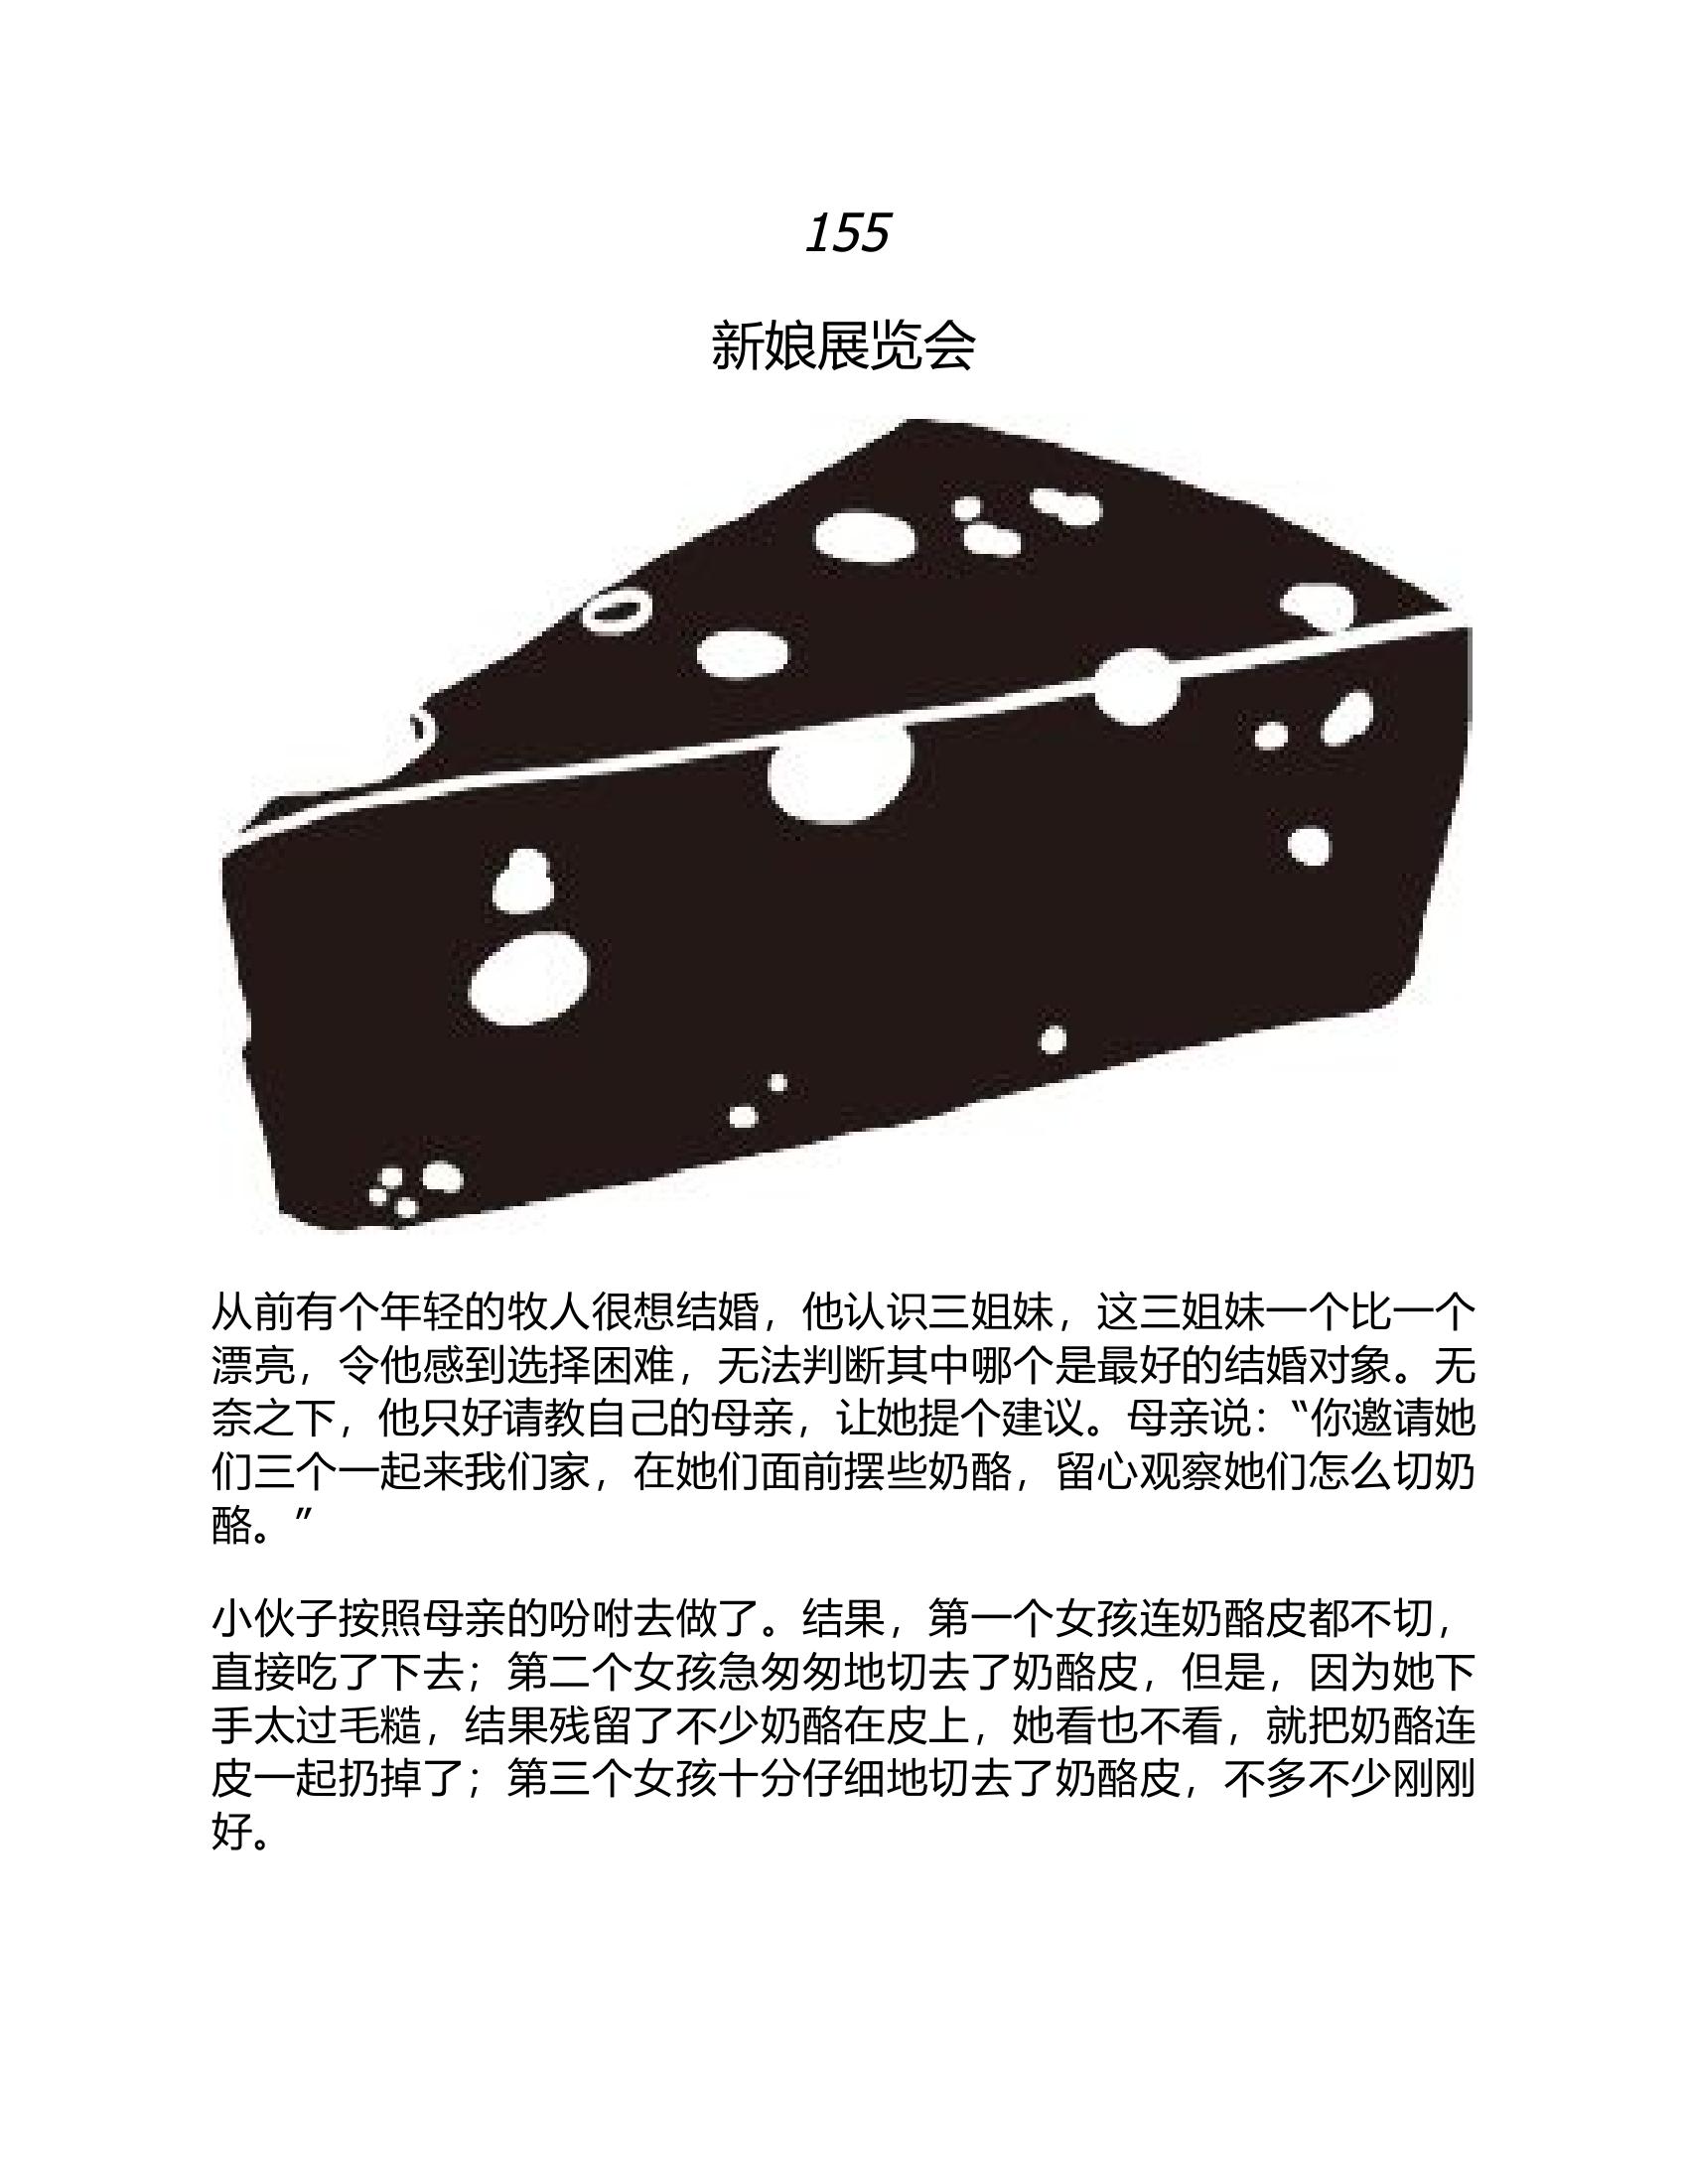 155
新娘展览会
从前有个年轻的牧人很想结婚，他认识三姐妹，这三姐妹一个比一个
漂亮，令他感到选择困难，无法判断其中哪个是最好的结婚对象。无
奈之下，他只好请教自己的母亲，让她提个建议。母亲说：“你邀请她
们三个一起来我们家，在她们面前摆些奶酪，留心观察她们怎么切奶
酪。”
小伙子按照母亲的吩咐去做了。结果，第一个女孩连奶酪皮都不切，
直接吃了下去；第二个女孩急匆匆地切去了奶酪皮，但是，因为她下
手太过毛糙，结果残留了不少奶酪在皮上，她看也不看，就把奶酪连
皮一起扔掉了；第三个女孩十分仔细地切去了奶酪皮，不多不少刚刚
好。